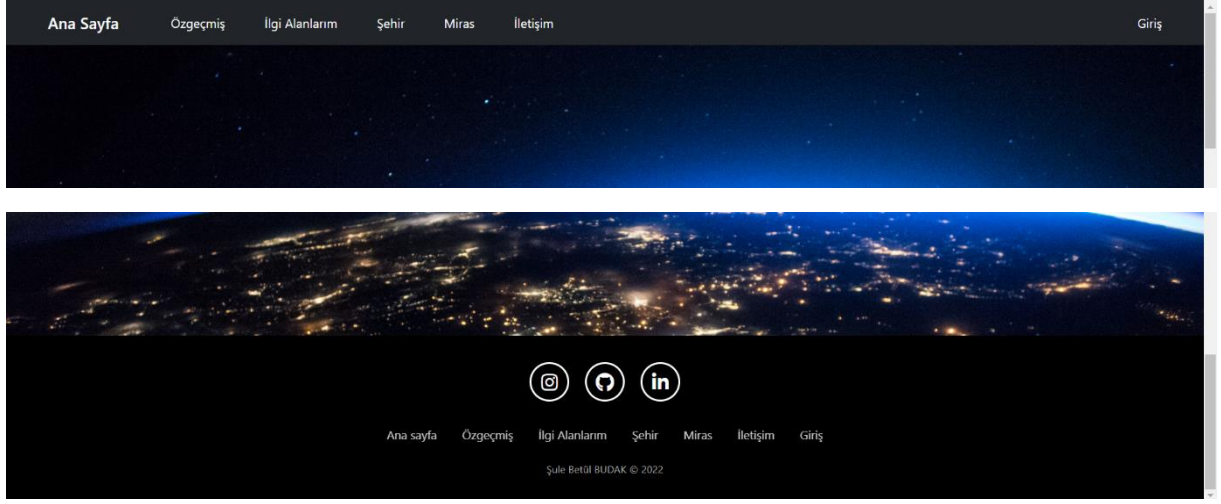 Ana Sayfa Özgeçmiş İlgi Alanlarım Şehir Miras İletişim Giriş
in
Ana sayfa Özgeçmiş İlgi Alanlarım Şehir Miras İletişim Giriş
Şule Betül BUDAK © 2022